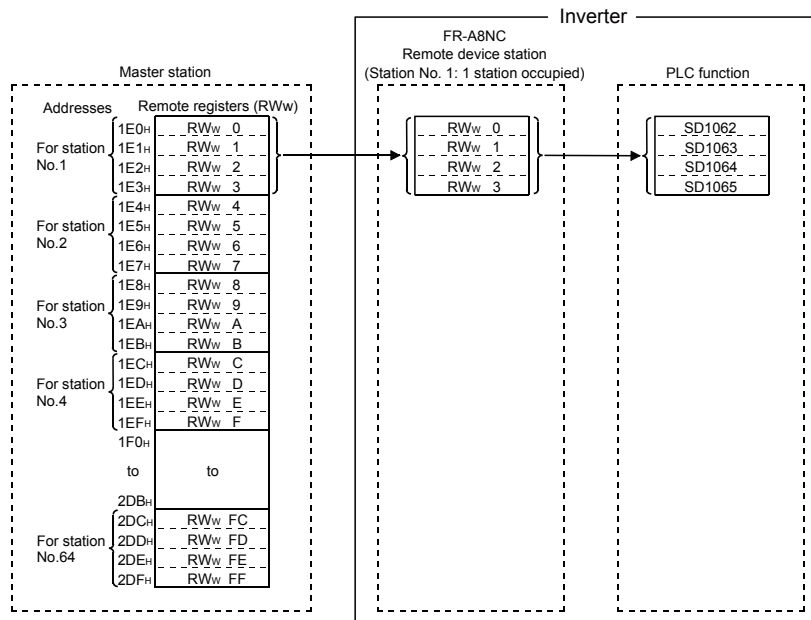 Inverter
FR-A8NC
Remote device station
(Station No. 1: 1 station occupied)
Master station
PLC function
Addresses
Remote registers (RWw)
For station
No.1
1E0H RWw 0
1E1H RWw 1
1E2H RWw 2
1E3H RWw 3
For station
No.2
1E4H RWw 4
1E5H RWw 5
1E6H RWw 6
1E7H RWw 7
For station
No.3
1E8H RWw 8
1E9H RWw 9
1EAH RWw A
1EBH RWw B
For station
No.4
1ECH RWw C
1EDH RWw D
1EEH RWw E
1EFH RWw F
1F0H
to to
2DBH
For station
No.64
2DCH RWw FC
2DDH RWw FD
2DEH RWw FE
2DFH RWw FF
RWw 0
RWw 1
RWw 2
RWw 3
SD1062
SD1063
SD1064
SD1065